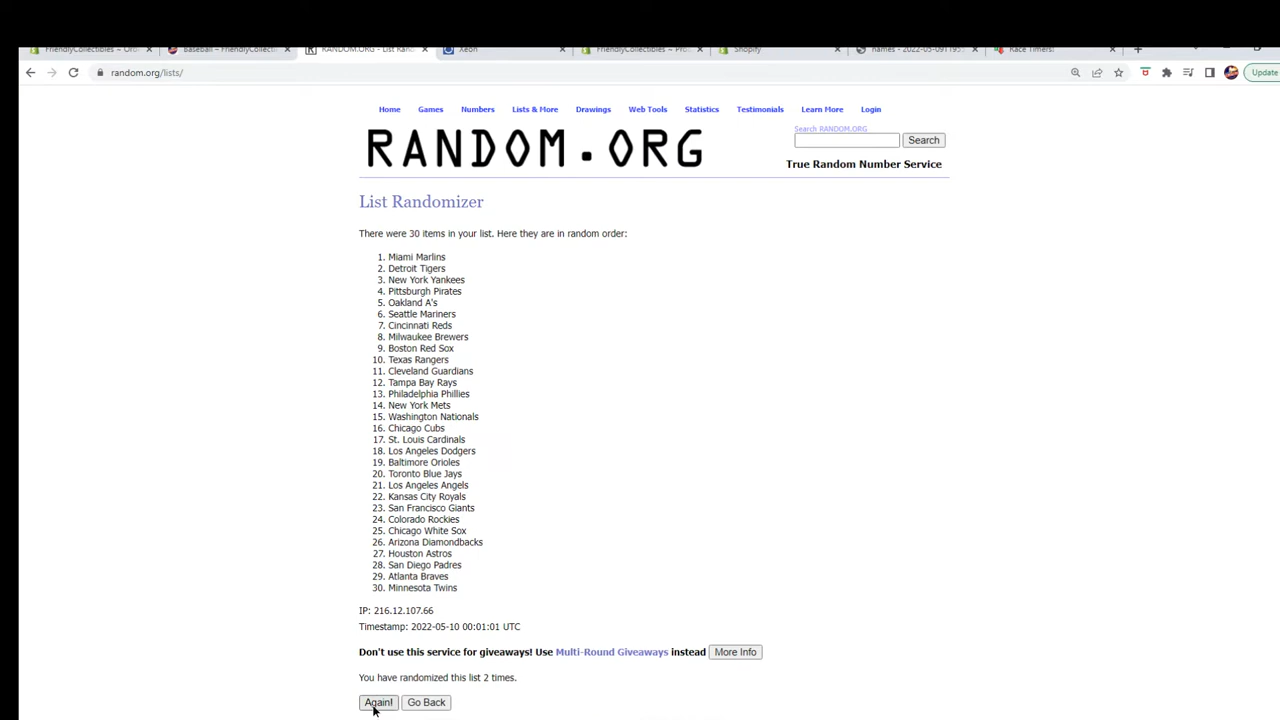 FriendlyCollectibles ~ Baseball ~ FriendlyCollecti RANDOM.ORG - List Ran Xeon FriendlyCollectibles ~ Shopify names - 2022-05-09T195 Race Timers!
random.org/lists/ Update
Home Games Numbers Lists & More Drawings Web Tools Statistics Testimonials Learn More Login
RANDOM.ORG
Search RANDOM.ORG
Search
True Random Number Service
List Randomizer
There were 30 items in your list. Here they are in random order:
1. Miami Marlins
2. Detroit Tigers
3. New York Yankees
4. Pittsburgh Pirates
5. Oakland A's
6. Seattle Mariners
7. Cincinnati Reds
8. Milwaukee Brewers
9. Boston Red Sox
10. Texas Rangers
11. Cleveland Guardians
12. Tampa Bay Rays
13. Philadelphia Phillies
14. New York Mets
15. Washington Nationals
16. Chicago Cubs
17. St. Louis Cardinals
18. Los Angeles Dodgers
19. Baltimore Orioles
20. Toronto Blue Jays
21. Los Angeles Angels
22. Kansas City Royals
23. San Francisco Giants
24. Colorado Rockies
25. Chicago White Sox
26. Arizona Diamondbacks
27. Houston Astros
28. San Diego Padres
29. Atlanta Braves
30. Minnesota Twins
IP: 216.12.107.66
Timestamp: 2022-05-10 00:01:01 UTC
Don't use this service for giveaways! Use Multi-Round Giveaways instead More Info
You have randomized this list 2 times.
Again! Go Back